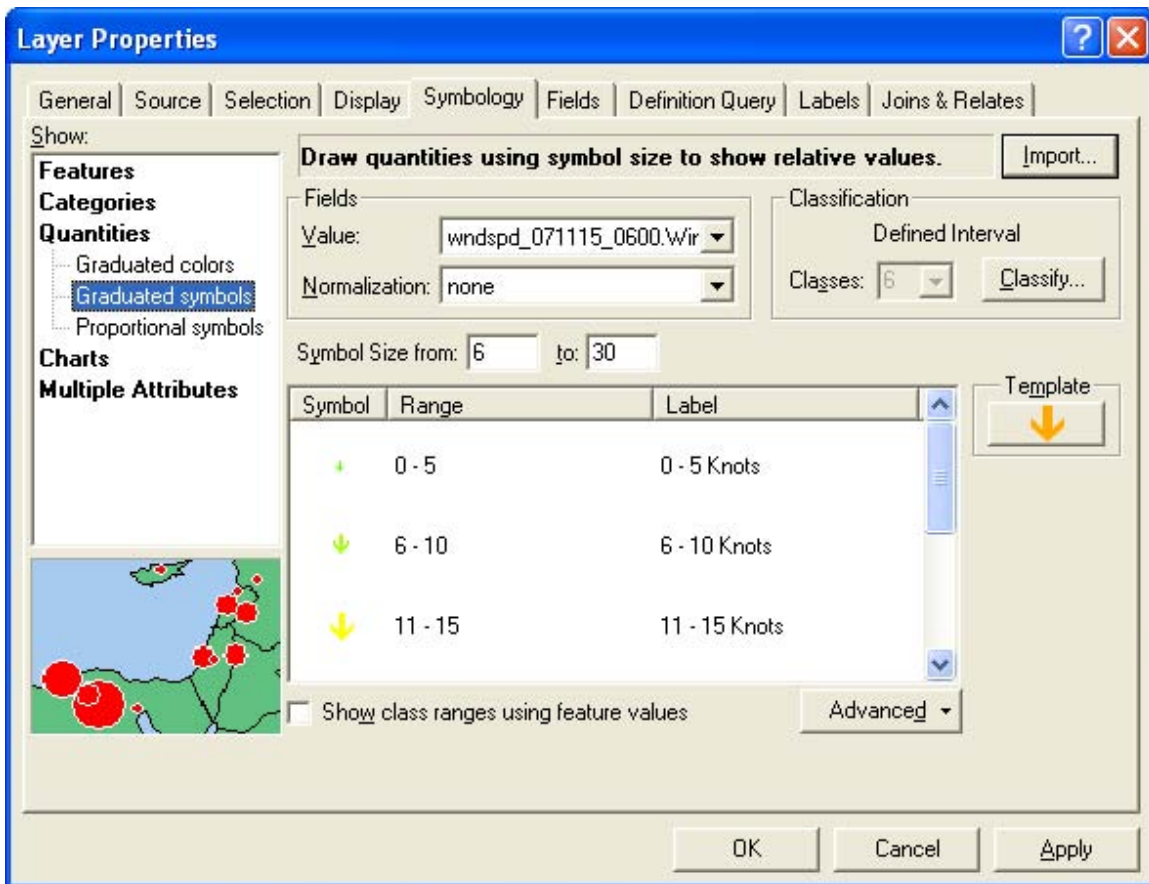 Layer Properties
General Source Selection Display Symbology Fields Definition Query Labels Joins & Relates
Show:
Features
Categories
Quantities
Graduated colors
Graduated symbols
Proportional symbols
Charts
Multiple Attributes
Draw quantities using symbol size to show relative values.
Import...
Fields
Value: wndspd_071115_0600.Wir
Normalization: none
Classification
Defined Interval
Classes: 6 Classify...
Symbol Size from: 6 to: 30
Symbol Range Label
0 - 5 0 - 5 Knots
6 - 10 6 - 10 Knots
11 - 15 11 - 15 Knots
Template
Show class ranges using feature values
Advanced
OK Cancel Apply